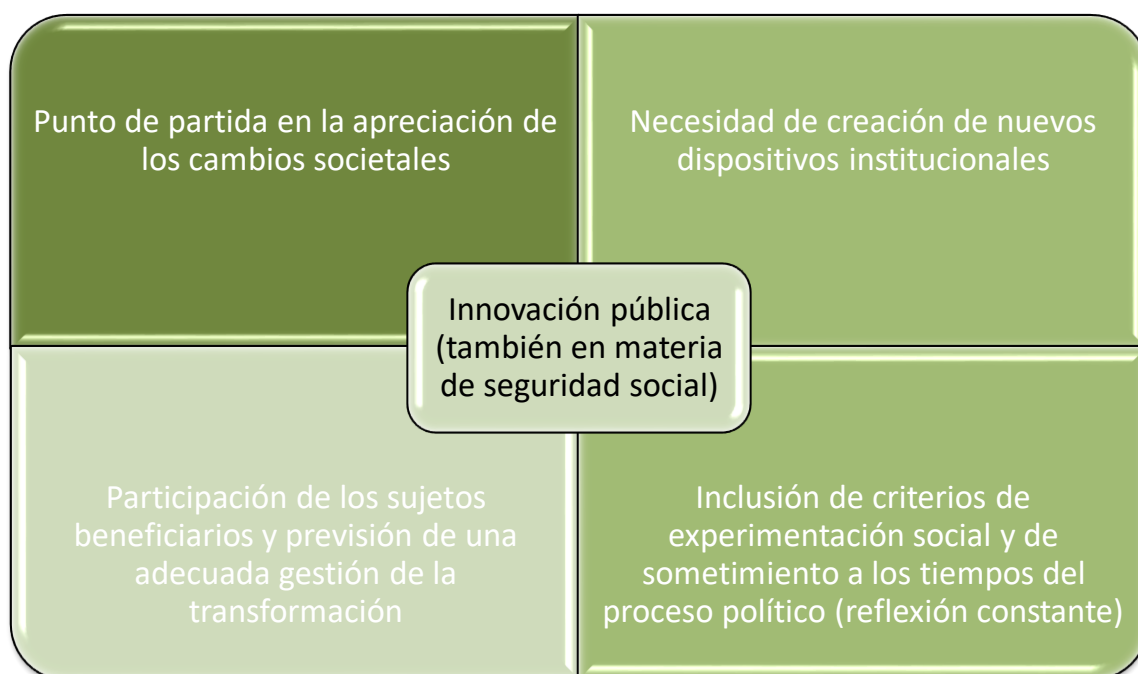 Punto de partida en la apreciación de
los cambios societales
Necesidad de creación de nuevos
dispositivos institucionales
Innovación pública
(también en materia
de seguridad social)
Participación de los sujetos
beneficiarios y previsión de una
adecuada gestión de la
transformación
Inclusión de criterios de
experimentación social y de
sometimiento a los tiempos del
proceso político (reflexión constante)